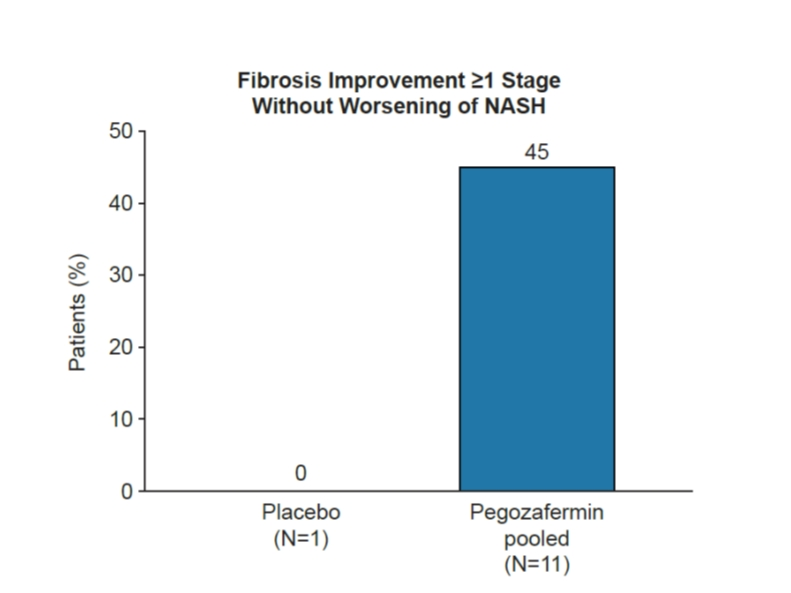 Fibrosis Improvement ≥1 Stage
Without Worsening of NASH
Patients (%)
50
40
30
20
10
0
0
45
Placebo
(N=1)
Pegozafermin
pooled
(N=11)